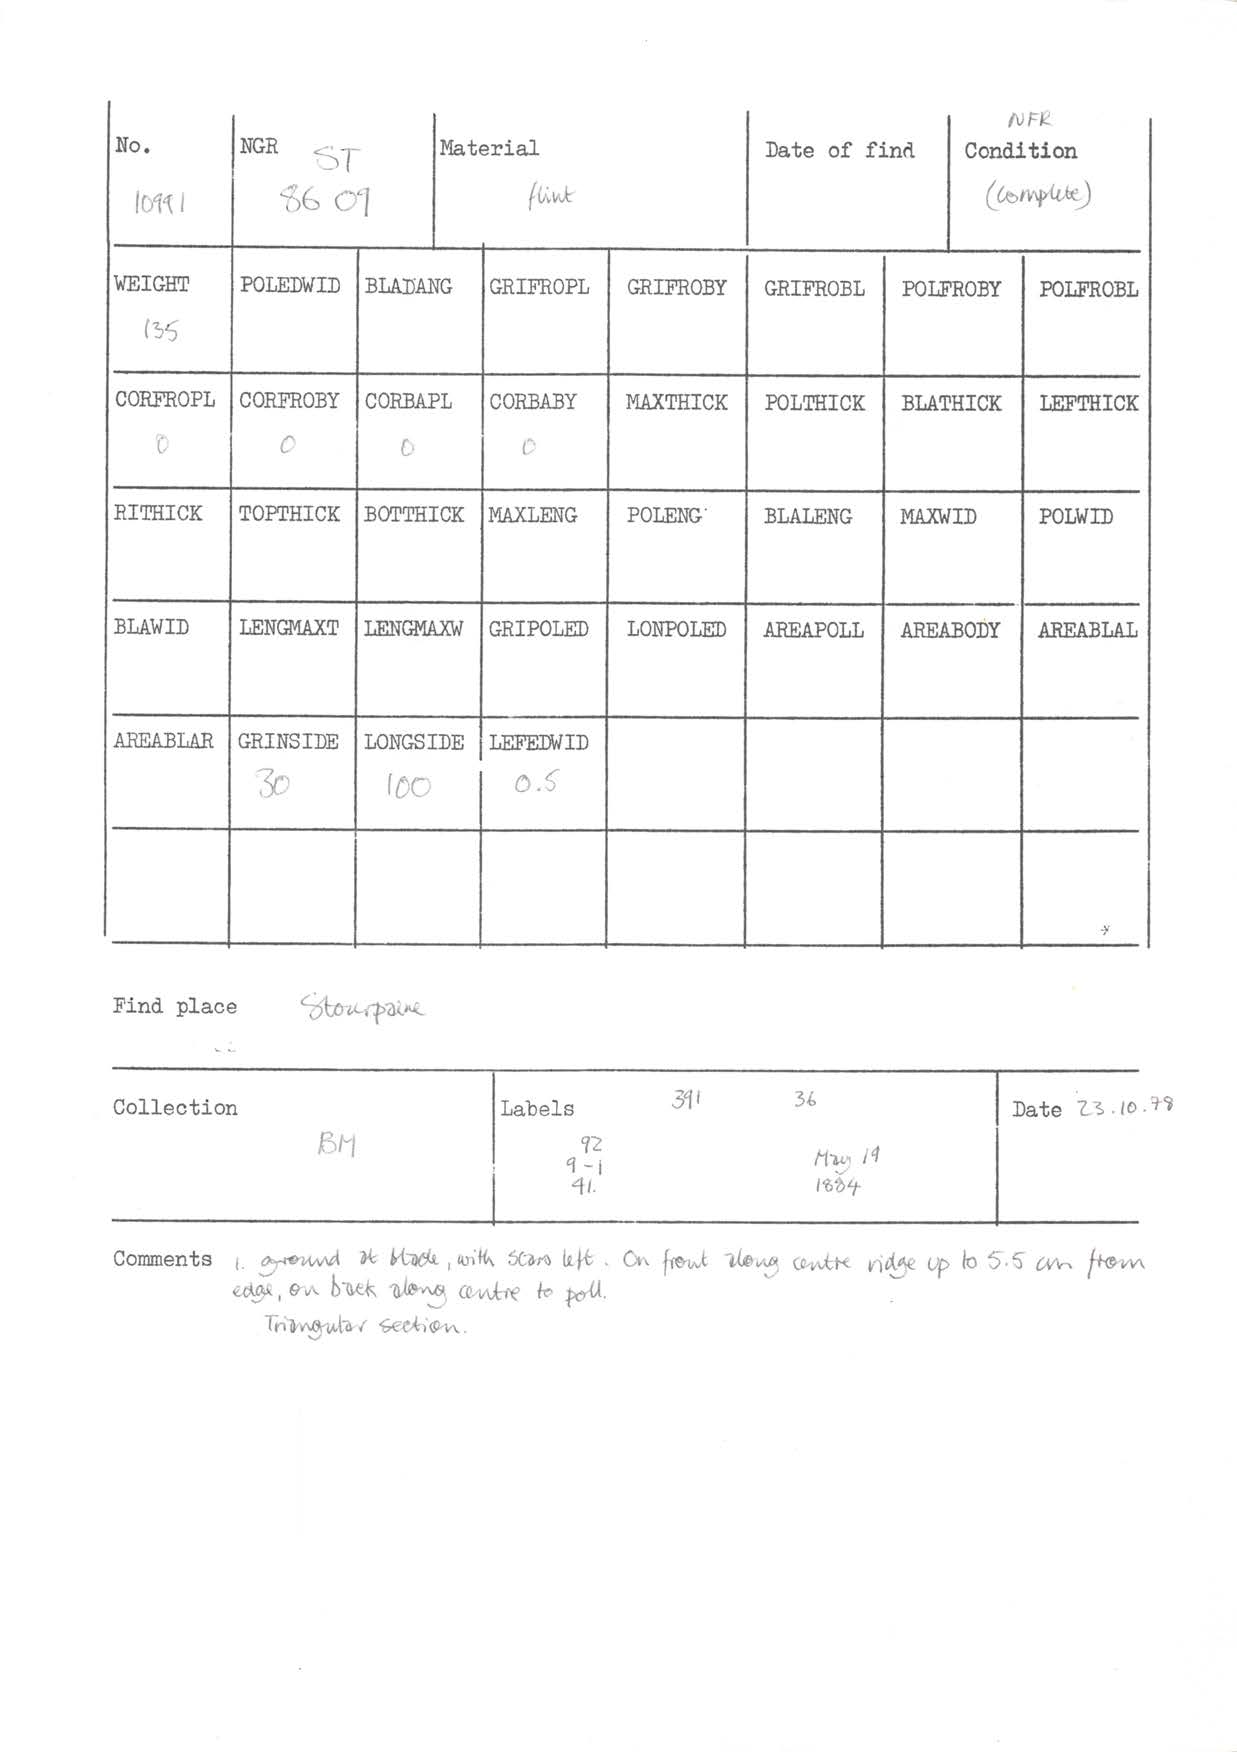 NFR
No. NGR ST Material Date of find Condition
10991 86 09 flint (complete)
WEIGHT POLEDWID BLADANG GRIFROPL GRIFROBY GRIFROBL POLFROBY POLFROBL
135
CORFROPL CORFROBY CORBAPL CORBABY MAXTHICK POLTHICK BLATHICK LEFTHICK
0 0 0 0
RITHICK TOPTHICK BOTTHICK MAXLENG POLENG BLALENG MAXWID POLWID
BLAWID LENGMAXT LENGMAXW GRIPOLED LONPOLED AREAPOLL AREABODY AREABLAL
AREABLAR GRINSIDE LONGSIDE LEFEDWID
30 100 0.5
Find place Stourpaine
Collection Labels 391 36 Date 23.10.78
BM 92
9-1 May 19
41. 1884
Comments 1. ground at blade, with scars left. On front along centre ridge up to 5.5 cm from
edge, on back along centre to poll.
Triangular section.